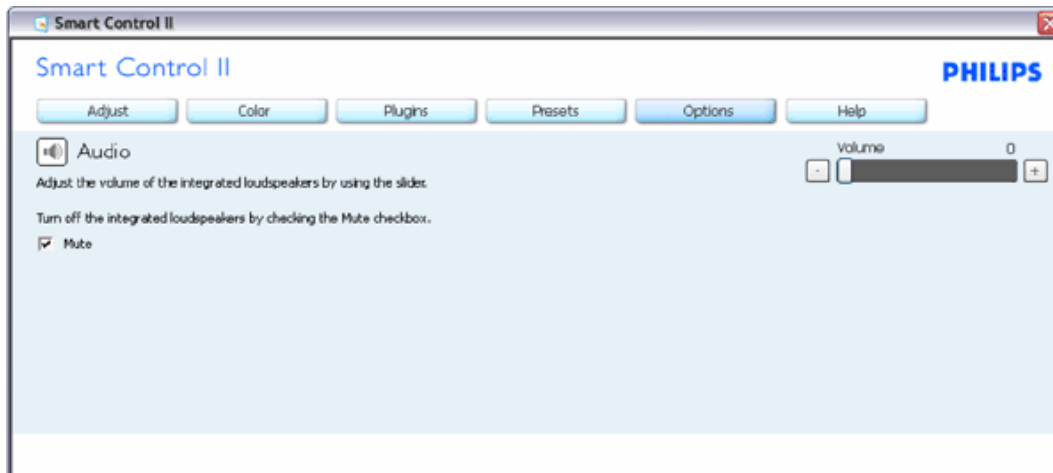 Smart Control II
Smart Control II
PHILIPS
Adjust Color Plugins Presets Options Help
Audio
Volume 0
- +
Adjust the volume of the integrated loudspeakers by using the slider.
Turn off the integrated loudspeakers by checking the Mute checkbox.
Mute